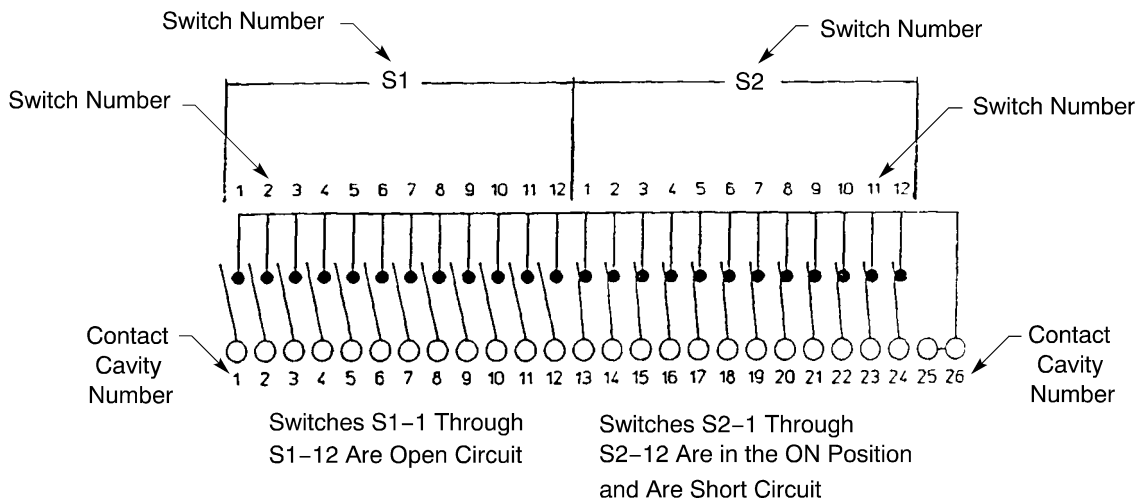 Switch Number
Switch Number
S1
S2
Switch Number
Switch Number
1 2 3 4 5 6 7 8 9 10 11 12 1 2 3 4 5 6 7 8 9 10 11 12
Contact
Cavity
Number
Contact
Cavity
Number
1 2 3 4 5 6 7 8 9 10 11 12 13 14 15 16 17 18 19 20 21 22 23 24 25 26
Switches S1–1 Through
S1–12 Are Open Circuit
Switches S2–1 Through
S2–12 Are in the ON Position
and Are Short Circuit